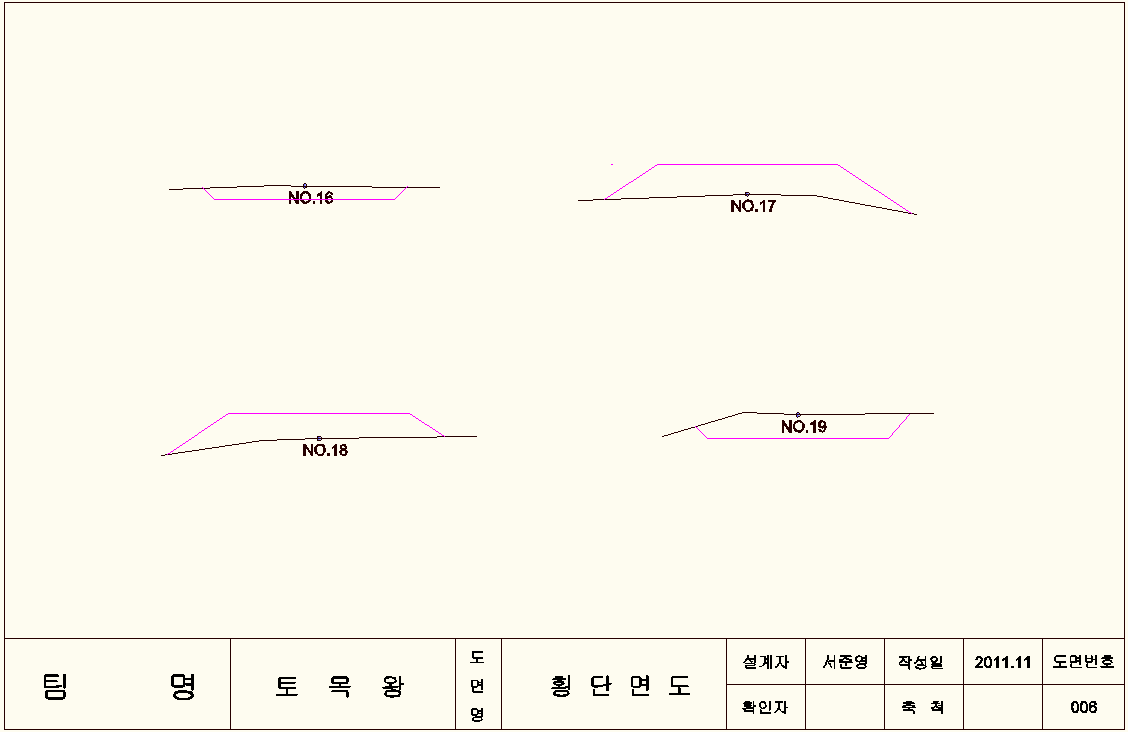 NO.16
NO.17
NO.18
NO.19
팀 명
토 목 왕
도
면
명
횡 단 면 도
설계자 서준영 작성일 2011.11 도면번호
확인자 축 척 006